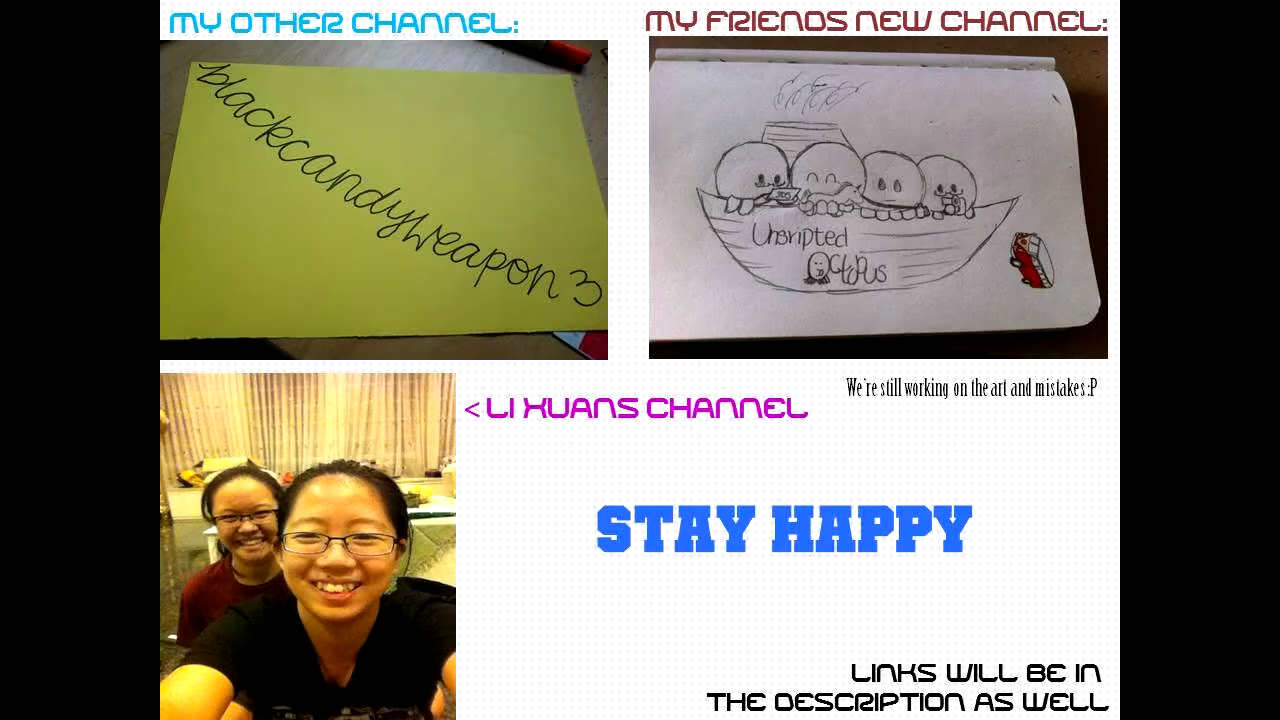 MY OTHER CHANNEL:
MY FRIENDS NEW CHANNEL:
blackcandyweapon3
3DS
Unsripted
Octopus
We're still working on the art and mistakes :P
< LI XUANS CHANNEL
STAY HAPPY
LINKS WILL BE IN
THE DESCRIPTION AS WELL